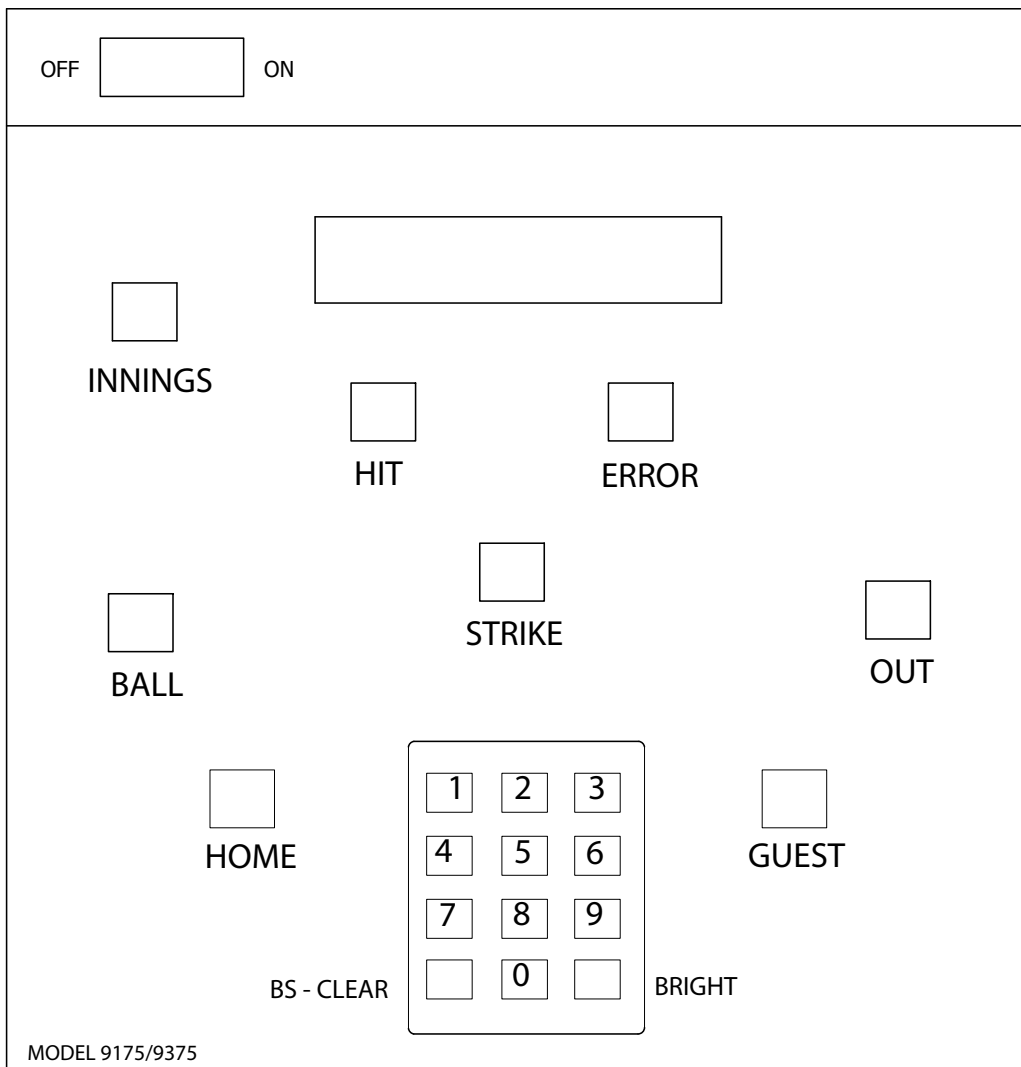 OFF ON
INNINGS
HIT ERROR
STRIKE
BALL OUT
1 2 3
4 5 6
HOME GUEST
7 8 9
0
BS - CLEAR BRIGHT
MODEL 9175/9375